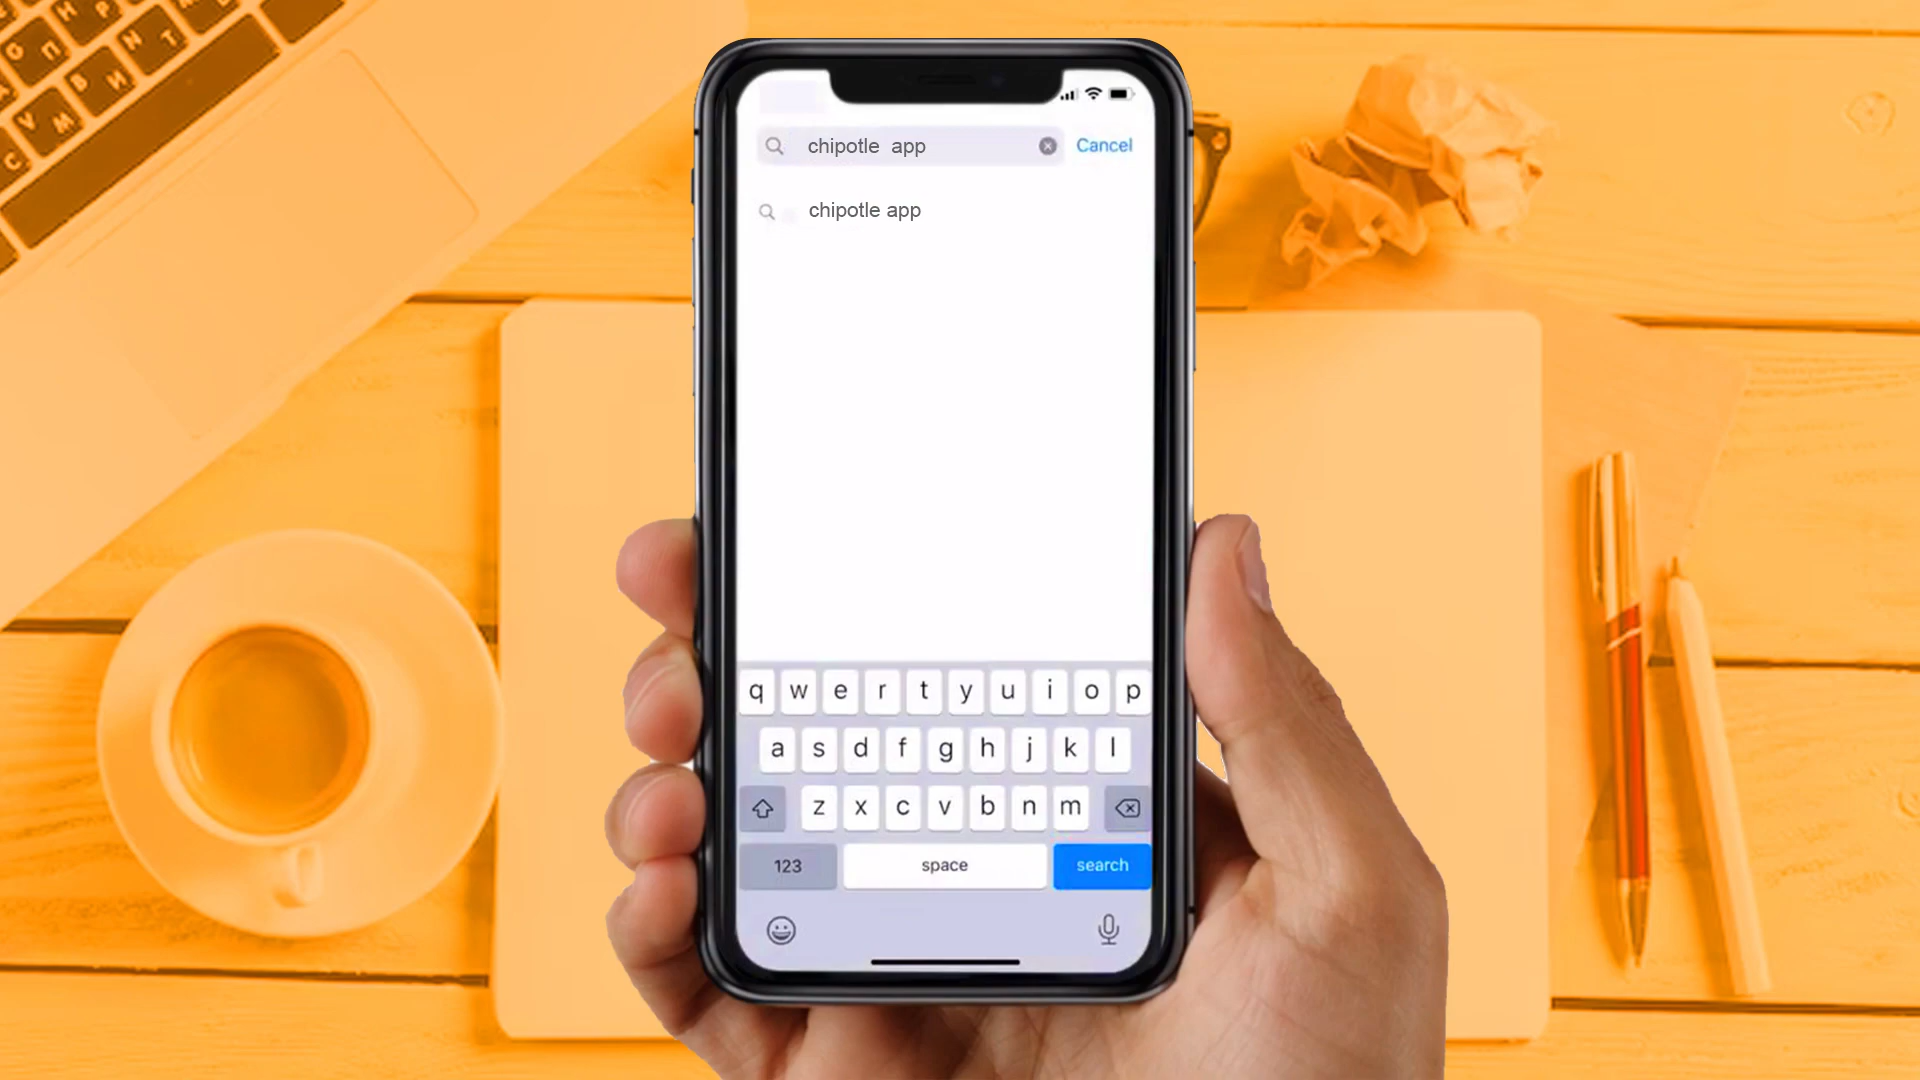 chipotle  app
Cancel
chipotle app
q w e r t y u i o p
a s d f g h j k l
z x c v b n m
123 space search